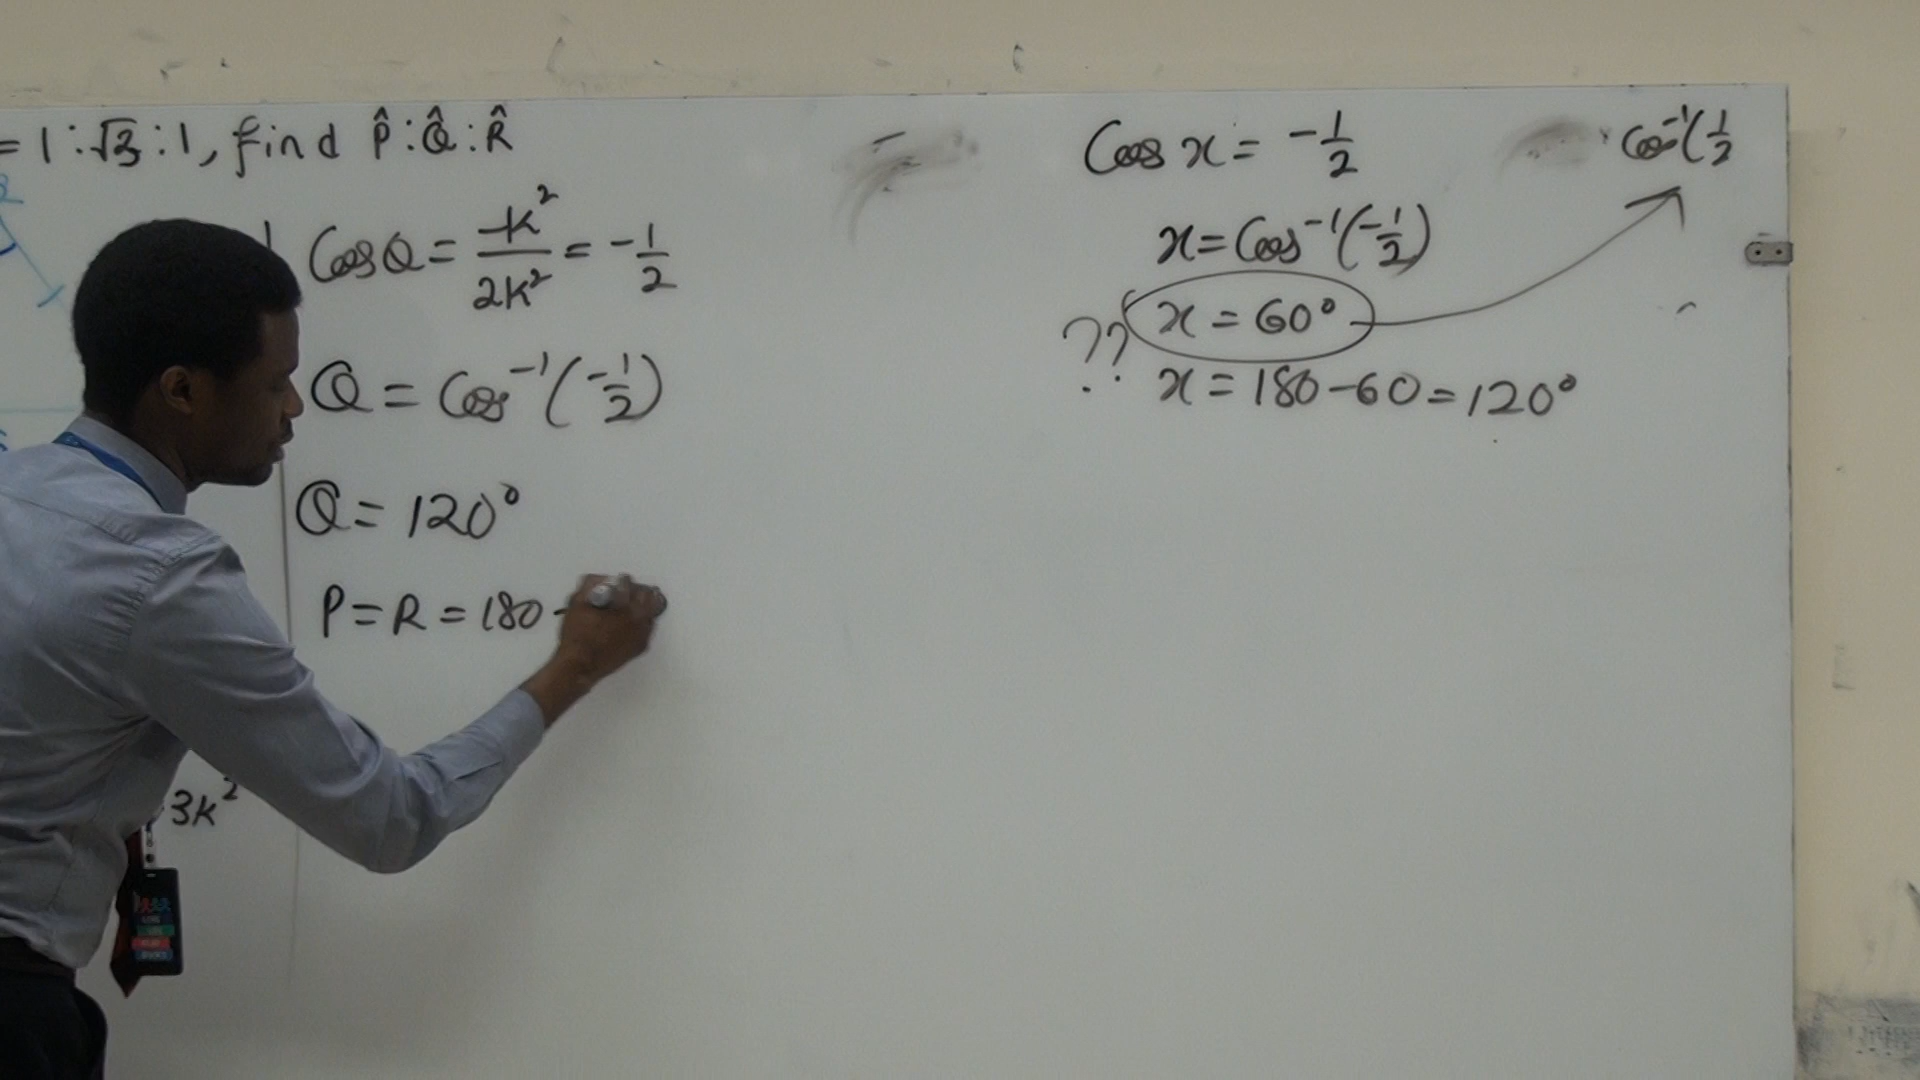 = 1 : √3 : 1, find P̂ : Q̂ : R̂
Cos Q = -k² / 2k² = - 1/2
Q = Cos⁻¹(-1/2)
Q = 120°
P = R = 180 -
3k²
Cos x = - 1/2
x = Cos⁻¹(-1/2)
?? x = 60°
x = 180 - 60 = 120°
Cos⁻¹(1/2